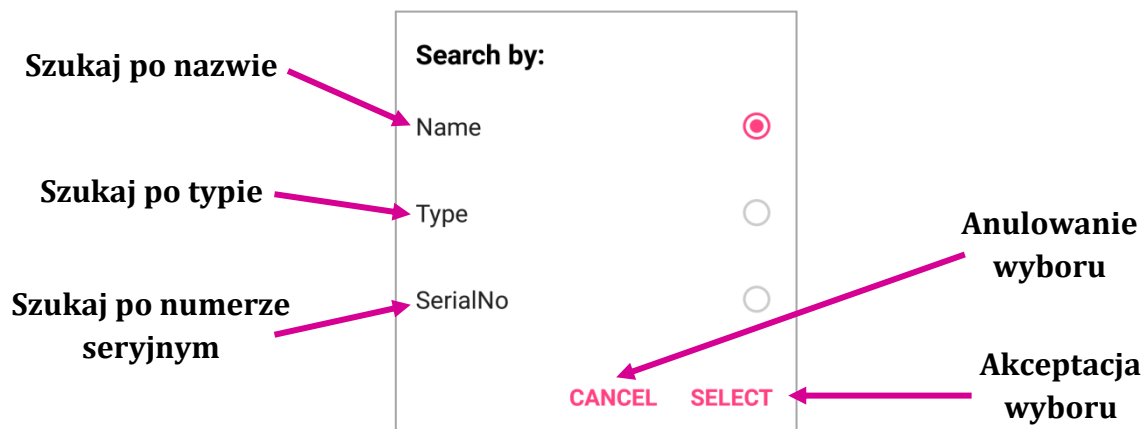 Search by:
Szukaj po nazwie
Name
Szukaj po typie
Type
Anulowanie
wyboru
Szukaj po numerze
seryjnym
SerialNo
CANCEL SELECT
Akceptacja
wyboru